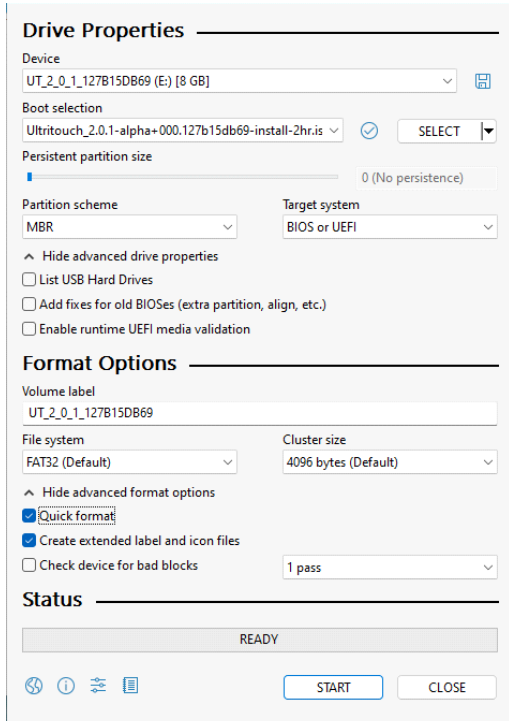 Drive Properties
Device
UT_2_0_1_127B15DB69 (E:) [8 GB]
Boot selection
Ultritouch_2.0.1-alpha+000.127b15db69-install-2hr.is
SELECT
Persistent partition size
0 (No persistence)
Partition scheme Target system
MBR BIOS or UEFI
Hide advanced drive properties
List USB Hard Drives
Add fixes for old BIOSes (extra partition, align, etc.)
Enable runtime UEFI media validation
Format Options
Volume label
UT_2_0_1_127B15DB69
File system Cluster size
FAT32 (Default) 4096 bytes (Default)
Hide advanced format options
Quick format
Create extended label and icon files
Check device for bad blocks 1 pass
Status
READY
START CLOSE